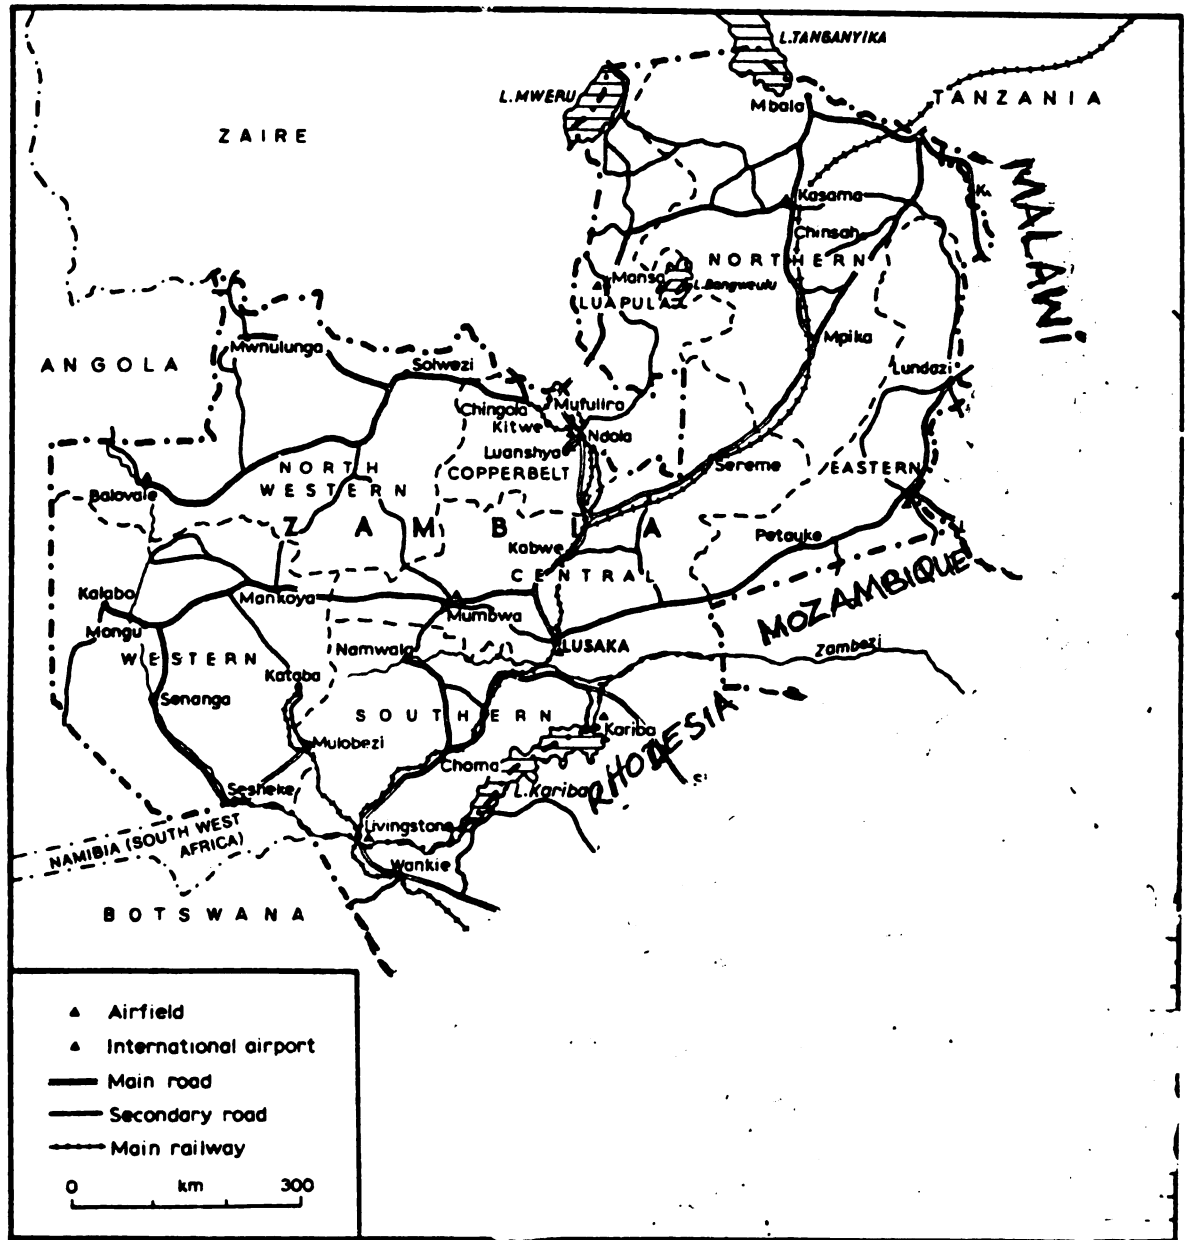 L.TANGANYIKA
L.MWERU
Mbala
TANZANIA
ZAIRE
MALAWI
K.
Kasama
Chinsali
NORTHERN
Mansa
L.Bangweulu
LUAPULA
Mwnulunga
ANGOLA
Solwezi
Mpika
Lundazi
Chingola
Mufulira
Kitwe
Ndola
Luanshya
COPPERBELT
Sereme
EASTERN
NORTH
WESTERN
Balovale
ZAMBIA
Petauke
Kabwe
CENTRAL
Kalabo
Mankoya
Mumbwa
MOZAMBIQUE
Mongu
LUSAKA
Namwala
Zambezi
WESTERN
Kataba
Senanga
SOUTHERN
Kariba
RHODESIA
Mulobezi
Choma
Sesheke
L.Kariba
Livingstone
NAMIBIA (SOUTH WEST
AFRICA)
Wankie
BOTSWANA
Airfield
International airport
Main road
Secondary road
Main railway
0 km 300